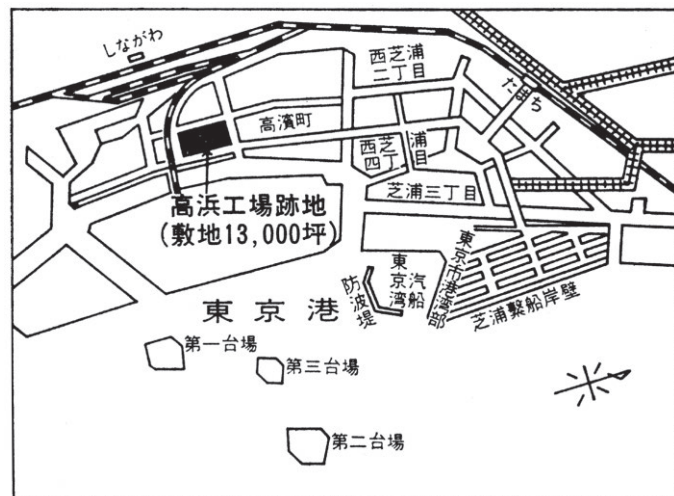 しながわ
西芝浦
二丁目
たまち
高濱町
西芝浦
四丁目
芝浦三丁目
高浜工場跡地
(敷地13,000坪)
東京市港湾部
東京湾汽船
防波堤
芝浦繫船岸壁
東京港
第一台場
第三台場
第二台場